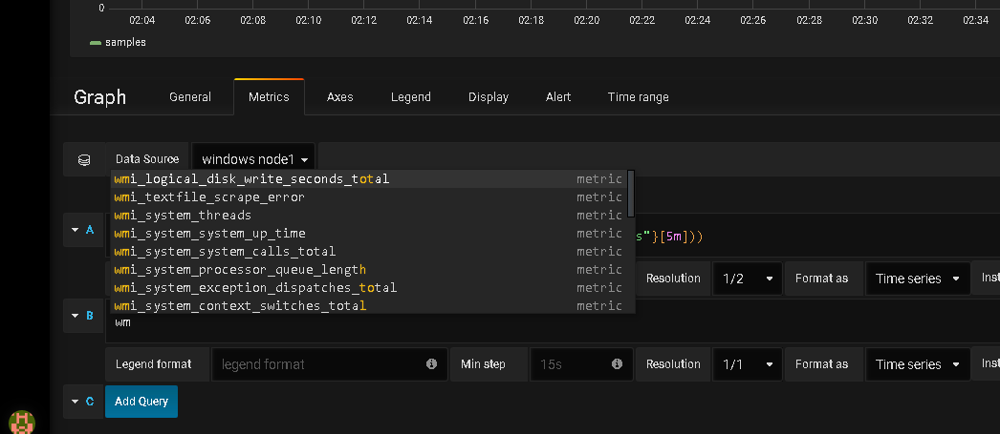 0
02:04 02:06 02:08 02:10 02:12 02:14 02:16 02:18 02:20 02:22 02:24 02:26 02:28 02:30 02:32 02:34
samples
Graph General Metrics Axes Legend Display Alert Time range
Data Source windows node1
wmi_logical_disk_write_seconds_total metric
wmi_textfile_scrape_error metric
wmi_system_threads metric
wmi_system_system_up_time metric
wmi_system_system_calls_total metric
wmi_system_processor_queue_length metric
wmi_system_exception_dispatches_total metric
wmi_system_context_switches_total metric
A s"}[5m]))
Resolution 1/2 Format as Time series Inst
B wm
Legend format legend format Min step 15s Resolution 1/1 Format as Time series Inst
C Add Query